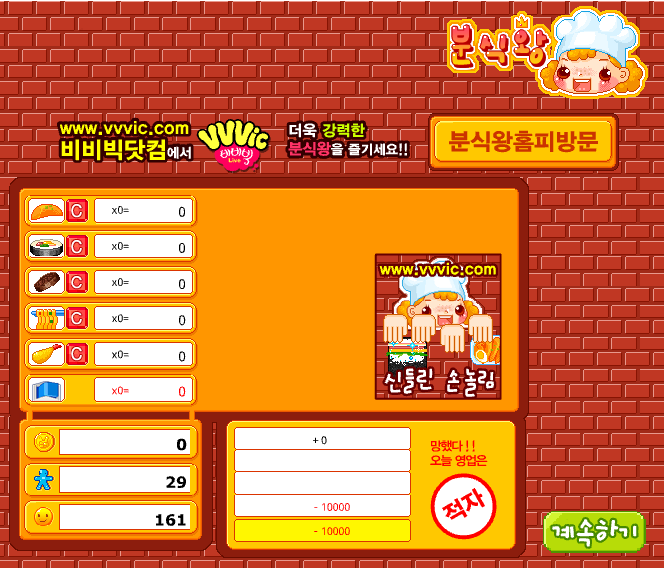 분식왕
www.vvvic.com
비비빅닷컴에서
VVVic
비비빅
Live
더욱 강력한
분식왕을 즐기세요!!
분식왕홈피방문
C x0= 0
C x0= 0
C x0= 0
C x0= 0
C x0= 0
x0= 0
www.vvvic.com
신들린 손놀림
0
29
161
+ 0
- 10000
- 10000
망했다 ! !
오늘 영업은
적자
계속하기